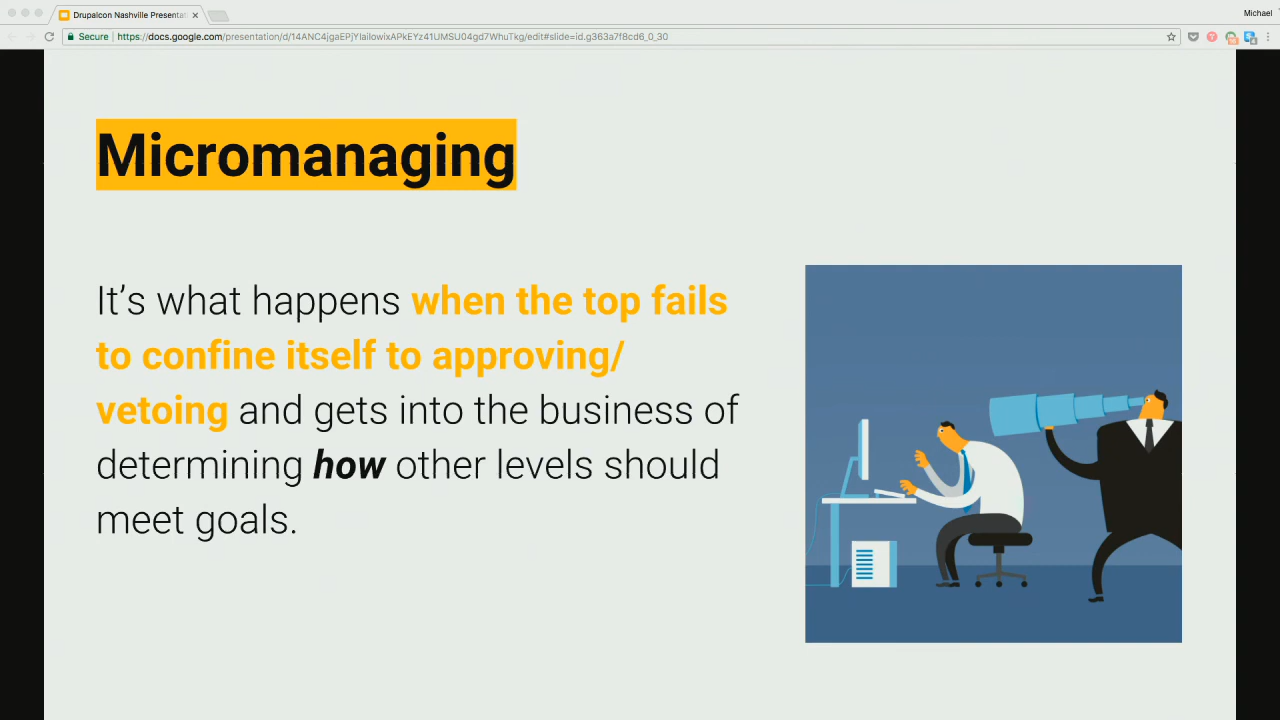 Drupalcon Nashville Presentat
Michael
Secure
https://docs.google.com/presentation/d/14ANC4jgaEPjYlailowixAPkEYz41UMSU04gd7WhuTkg/edit#slide=id.g363a7f8cd6_0_30
Micromanaging
It’s what happens when the top fails
to confine itself to approving/
vetoing and gets into the business of
determining how other levels should
meet goals.